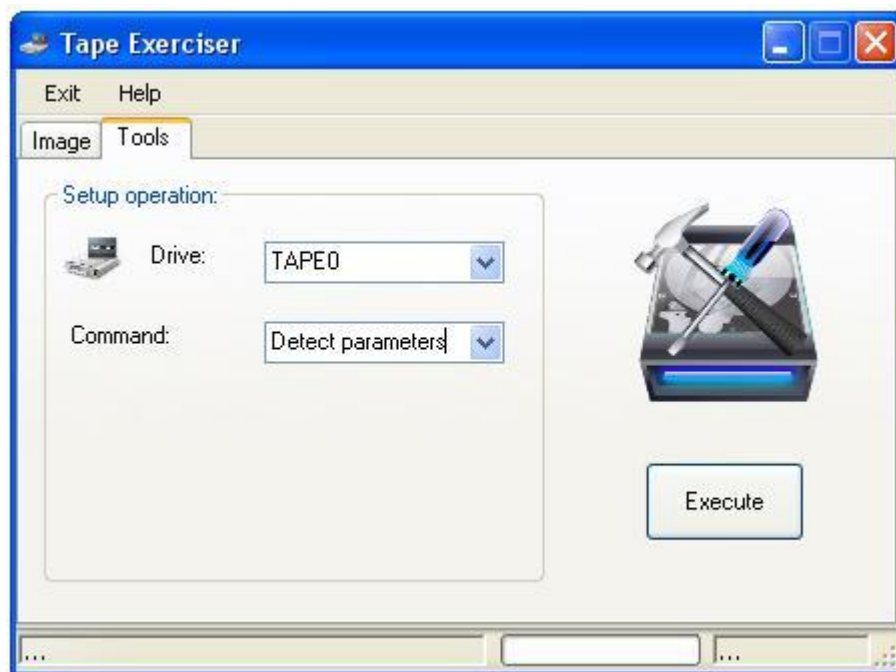 Tape Exerciser
Exit Help
Image Tools
Setup operation:
Drive: TAPE0
Command: Detect parameters
Execute
... ...